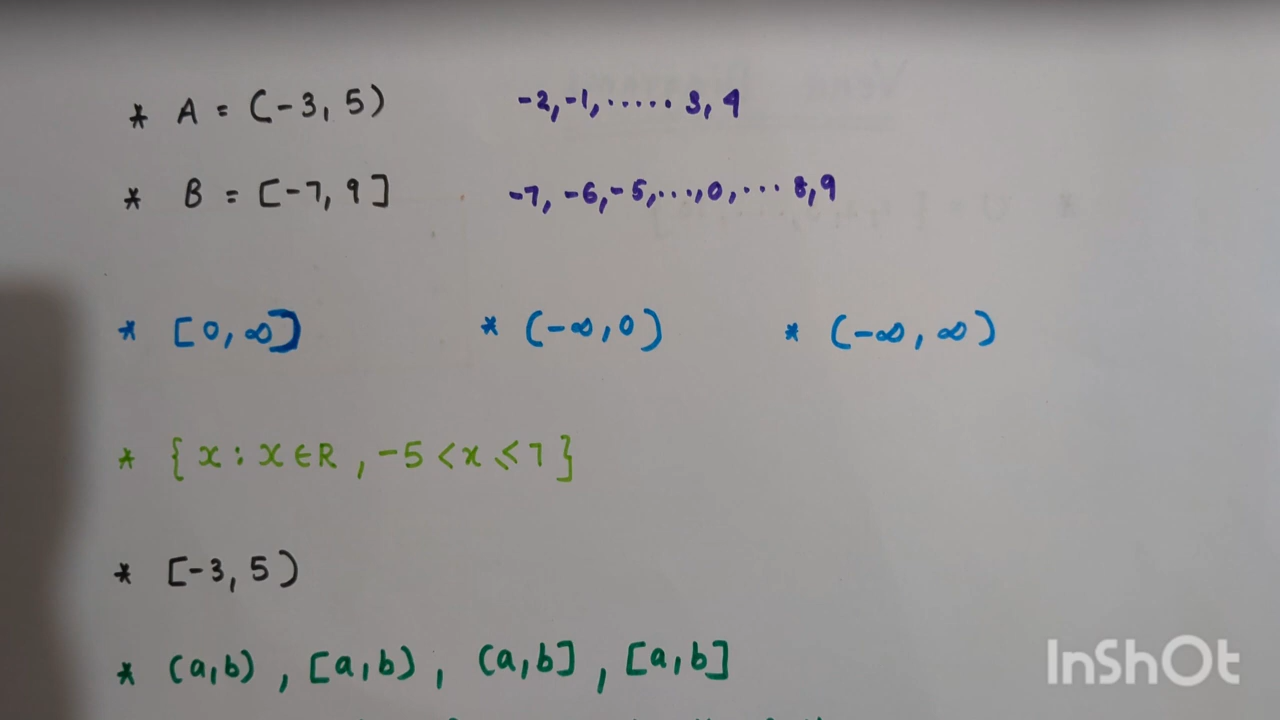 * A = (-3, 5) -2, -1, ..... 3, 4
* B = [-7, 9] -7, -6, -5, ..., 0, ... 8, 9
* [0, ∞] * (-∞, 0) * (-∞, ∞)
* {x : x ∈ R, -5 < x ≤ 7}
* [-3, 5)
* (a, b), [a, b), (a, b], [a, b]
InShOt